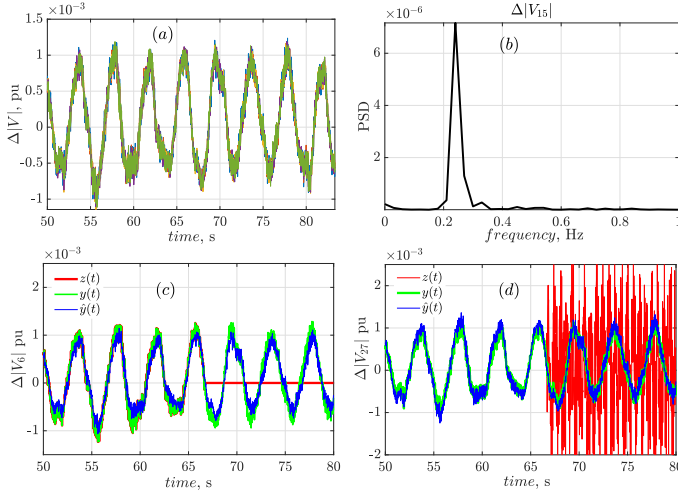 ×10⁻³
(a)
Δ|V|, pu
1.5
1
0.5
0
-0.5
-1
50 55 60 65 70 75 80
time, s
Δ|V₁₅|
×10⁻⁶
(b)
PSD
6
4
2
0 0.2 0.4 0.6 0.8 1
frequency, Hz
×10⁻³
z(t)
y(t)
ŷ(t)
(c)
Δ|V₆| pu
2
1
0
-1
50 55 60 65 70 75 80
time, s
×10⁻³
z(t)
y(t)
ŷ(t)
(d)
Δ|V₂₇| pu
2
1
0
-1
-2
50 55 60 65 70 75 80
time, s